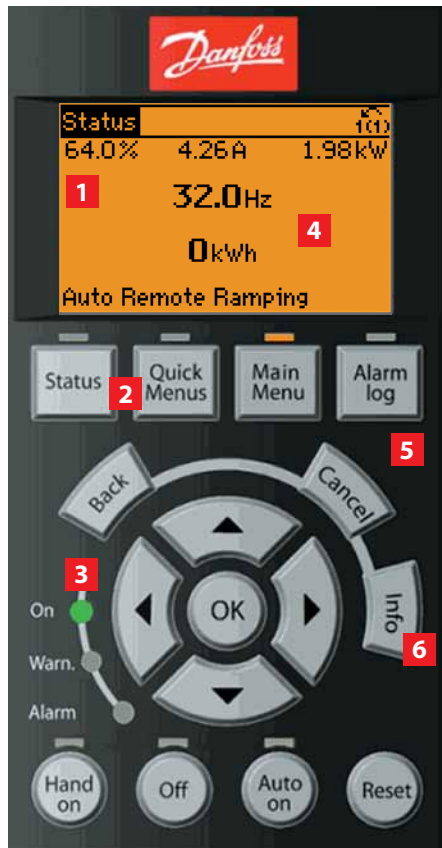 Danfoss
Status
1(1)
64.0% 4.26A 1.98kW
1
32.0Hz
4
0kWh
Auto Remote Ramping
Status
2
Quick Menus
Main Menu
Alarm log
5
Back
Cancel
3
On
OK
Info
6
Warn.
Alarm
Hand on
Off
Auto on
Reset